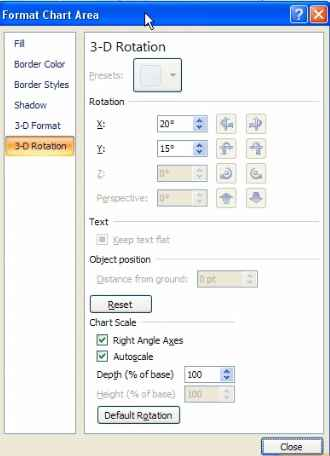 Format Chart Area
Fill
Border Color
Border Styles
Shadow
3-D Format
3-D Rotation
3-D Rotation
Presets:
Rotation
X: 20°
Y: 15°
Z: 0°
Perspective: 0°
Text
Keep text flat
Object position
Distance from ground: 0 pt
Reset
Chart Scale
Right Angle Axes
Autoscale
Depth (% of base) 100
Height (% of base) 100
Default Rotation
Close